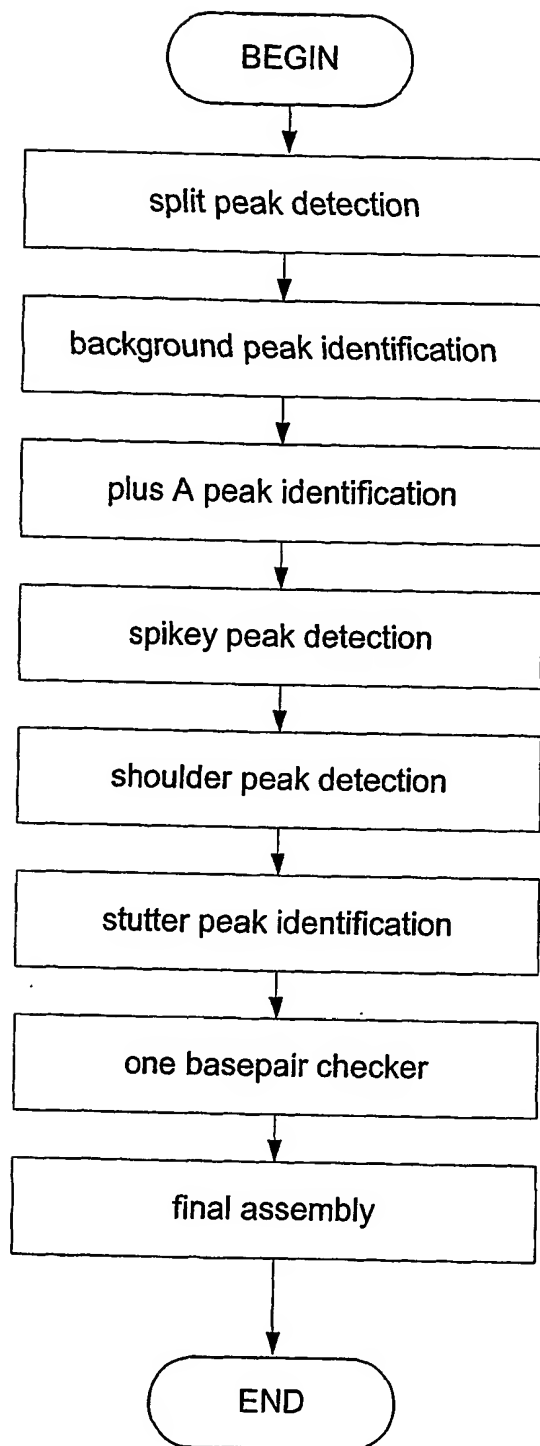 BEGIN
split peak detection
background peak identification
plus A peak identification
spikey peak detection
shoulder peak detection
stutter peak identification
one basepair checker
final assembly
END